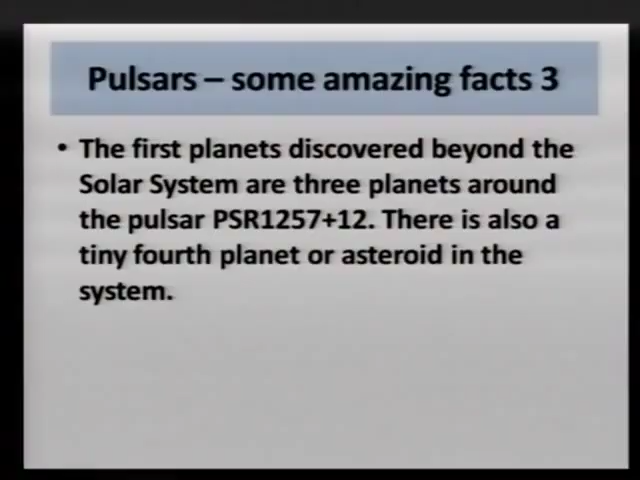 Pulsars – some amazing facts 3
• The first planets discovered beyond the
Solar System are three planets around
the pulsar PSR1257+12. There is also a
tiny fourth planet or asteroid in the
system.